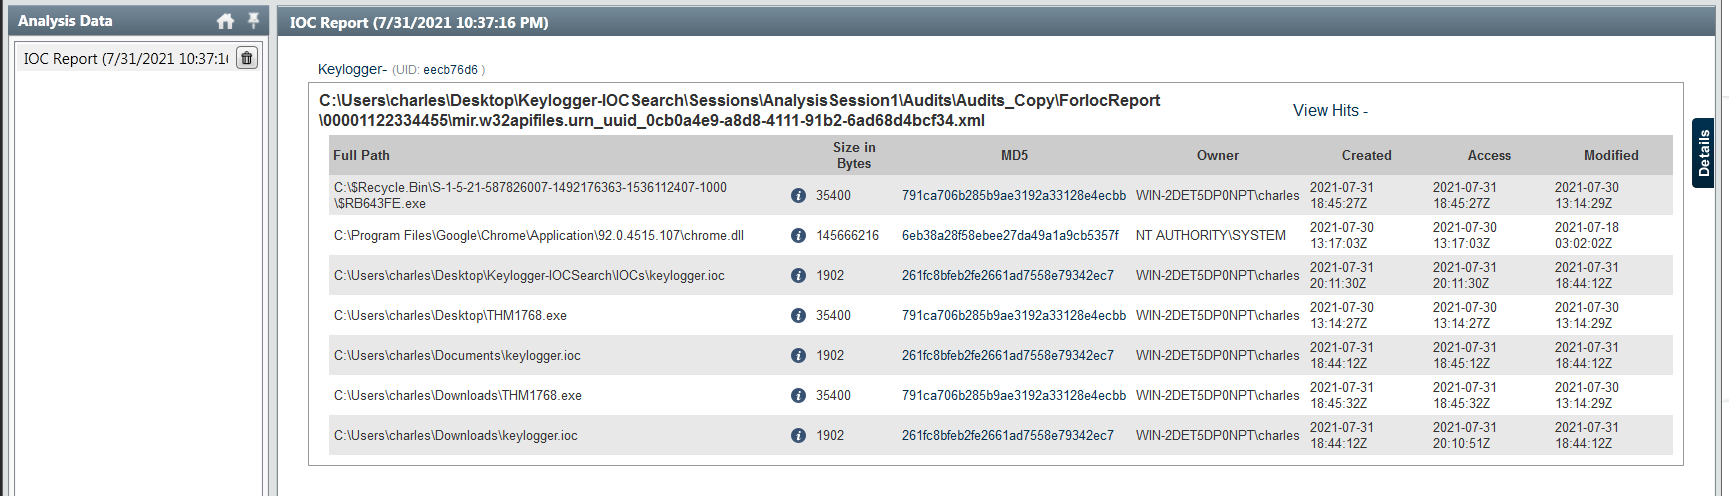 Analysis Data
IOC Report (7/31/2021 10:37:1
IOC Report (7/31/2021 10:37:16 PM)
Keylogger- (UID: eecb76d6 )
C:\Users\charles\Desktop\Keylogger-IOCSearch\Sessions\AnalysisSession1\Audits\Audits_Copy\ForIocReport
\00001122334455\mir.w32apifiles.urn_uuid_0cb0a4e9-a8d8-4111-91b2-6ad68d4bcf34.xml
View Hits -
Details
Full Path Size in Bytes MD5 Owner Created Access Modified
C:\$Recycle.Bin\S-1-5-21-587826007-1492176363-1536112407-1000
\$RB643FE.exe
i 35400 791ca706b285b9ae3192a33128e4ecbb WIN-2DET5DP0NPT\charles
2021-07-31 2021-07-31 2021-07-30
18:45:27Z 18:45:27Z 13:14:29Z
C:\Program Files\Google\Chrome\Application\92.0.4515.107\chrome.dll i 145666216 6eb38a28f58ebee27da49a1a9cb5357f NT AUTHORITY\SYSTEM
2021-07-30 2021-07-30 2021-07-18
13:17:03Z 13:17:03Z 03:02:02Z
C:\Users\charles\Desktop\Keylogger-IOCSearch\IOCs\keylogger.ioc i 1902 261fc8bfeb2fe2661ad7558e79342ec7 WIN-2DET5DP0NPT\charles
2021-07-31 2021-07-31 2021-07-31
20:11:30Z 20:11:30Z 18:44:12Z
C:\Users\charles\Desktop\THM1768.exe i 35400 791ca706b285b9ae3192a33128e4ecbb WIN-2DET5DP0NPT\charles
2021-07-30 2021-07-30 2021-07-30
13:14:27Z 13:14:27Z 13:14:29Z
C:\Users\charles\Documents\keylogger.ioc i 1902 261fc8bfeb2fe2661ad7558e79342ec7 WIN-2DET5DP0NPT\charles
2021-07-31 2021-07-31 2021-07-31
18:44:12Z 18:45:12Z 18:44:12Z
C:\Users\charles\Downloads\THM1768.exe i 35400 791ca706b285b9ae3192a33128e4ecbb WIN-2DET5DP0NPT\charles
2021-07-31 2021-07-31 2021-07-30
18:45:32Z 18:45:32Z 13:14:29Z
C:\Users\charles\Downloads\keylogger.ioc i 1902 261fc8bfeb2fe2661ad7558e79342ec7 WIN-2DET5DP0NPT\charles
2021-07-31 2021-07-31 2021-07-31
18:44:12Z 20:10:51Z 18:44:12Z